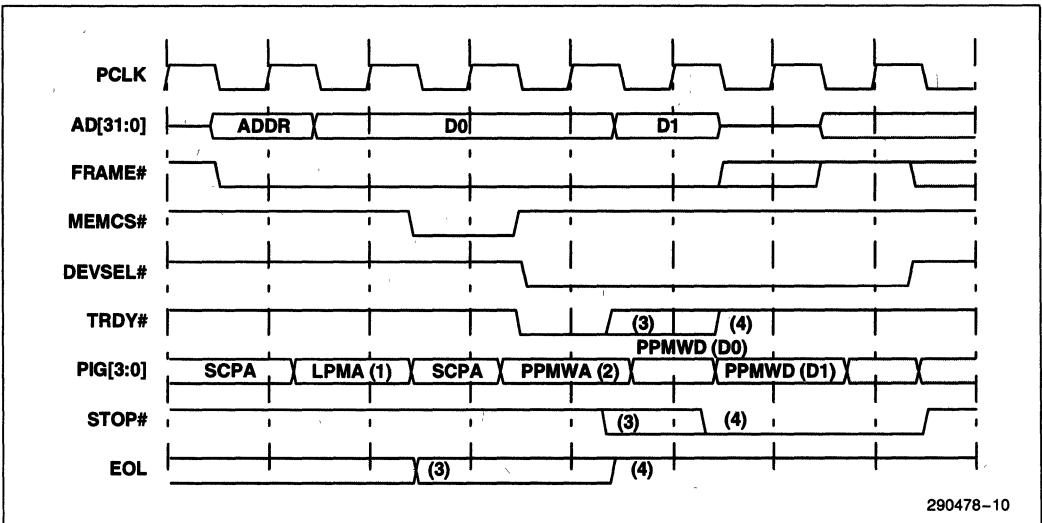 PCLK
AD[31:0] ADDR D0 D1
FRAME#
MEMCS#
DEVSEL#
TRDY# (3) (4)
PPMWD (D0)
PIG[3:0] SCPA LPMA (1) SCPA PPMWA (2) PPMWD (D1)
STOP# (3) (4)
EOL (3) (4)
290478–10